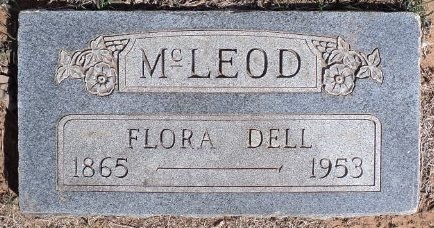 McLEOD
FLORA DELL
1865 — 1953